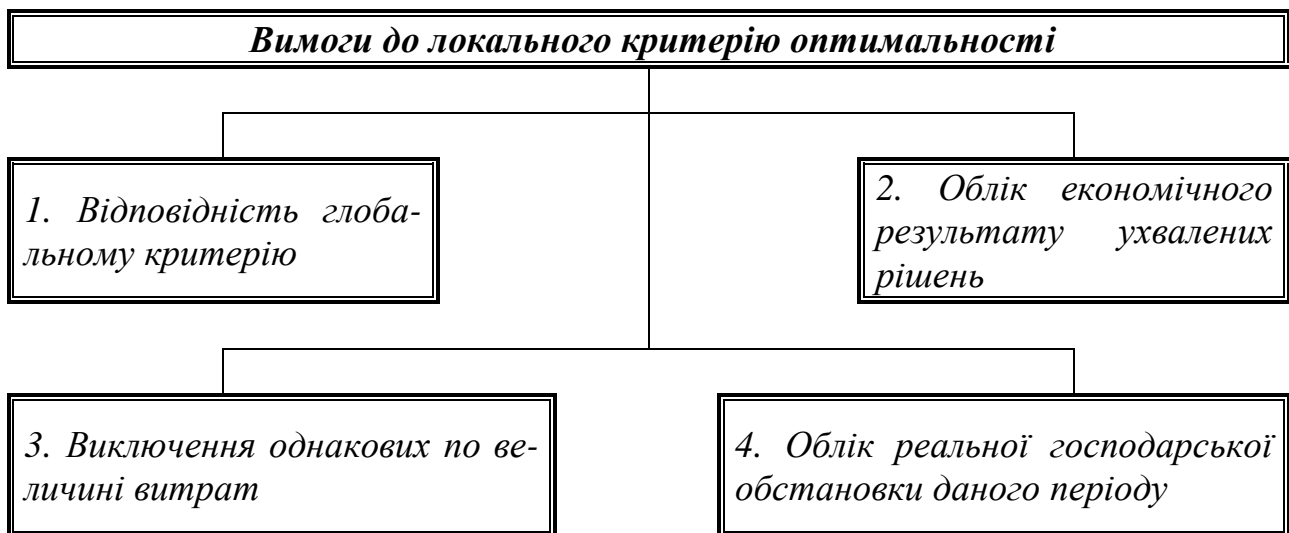 Вимоги до локального критерію оптимальності
1. Відповідність глоба-
льному критерію
2. Облік економічного
результату ухвалених
рішень
3. Виключення однакових по ве-
личині витрат
4. Облік реальної господарської
обстановки даного періоду